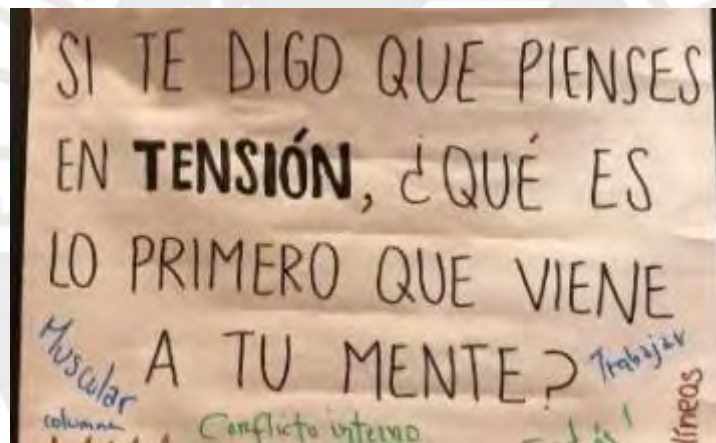 SI TE DIGO QUE PIENSES
EN TENSIÓN, ¿QUÉ ES
LO PRIMERO QUE VIENE
A TU MENTE?
Muscular
Trabajar
columna
Conflicto interno
líneas